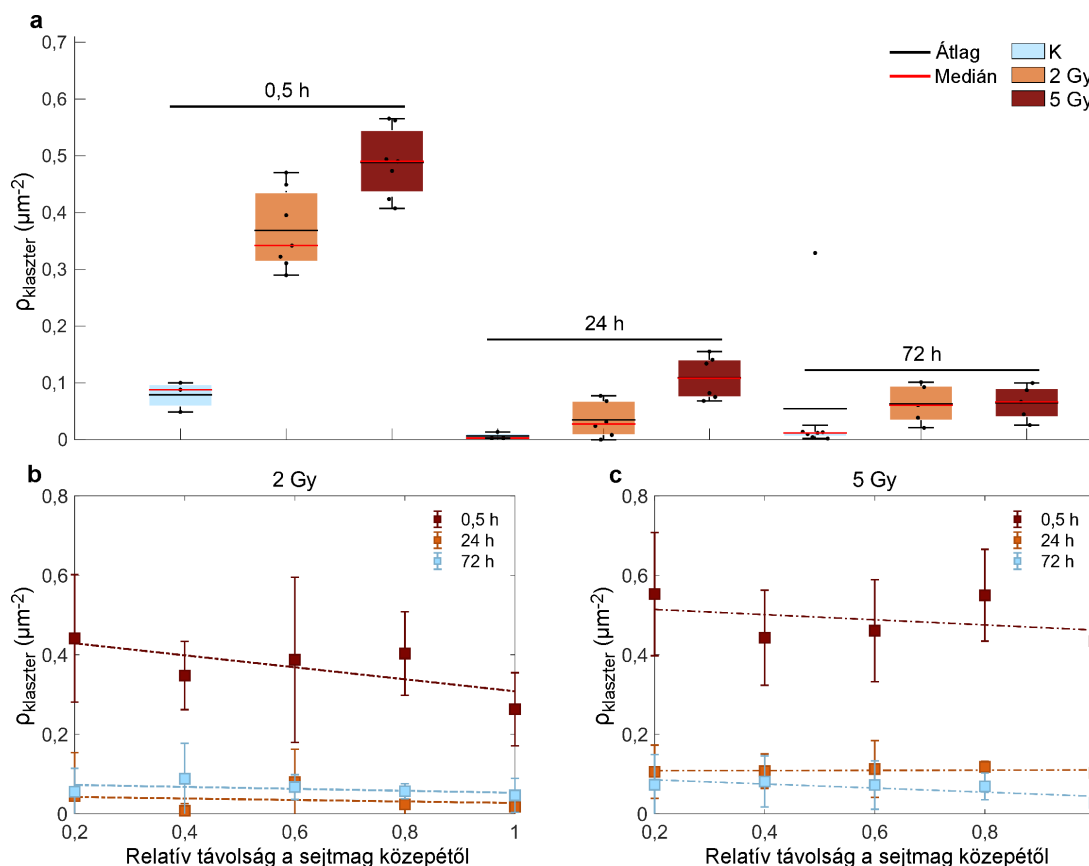 a
ρklaszter (µm-2)
0,7
0,6
0,5
0,4
0,3
0,2
0,1
0
0,5 h
24 h
72 h
Átlag
Medián
K
2 Gy
5 Gy
b
2 Gy
ρklaszter (µm-2)
0,8
0,6
0,4
0,2
0
0,5 h
24 h
72 h
0,2 0,4 0,6 0,8 1
Relatív távolság a sejtmag közepétől
c
5 Gy
ρklaszter (µm-2)
0,8
0,6
0,4
0,2
0
0,5 h
24 h
72 h
0,2 0,4 0,6 0,8
Relatív távolság a sejtmag közepétől